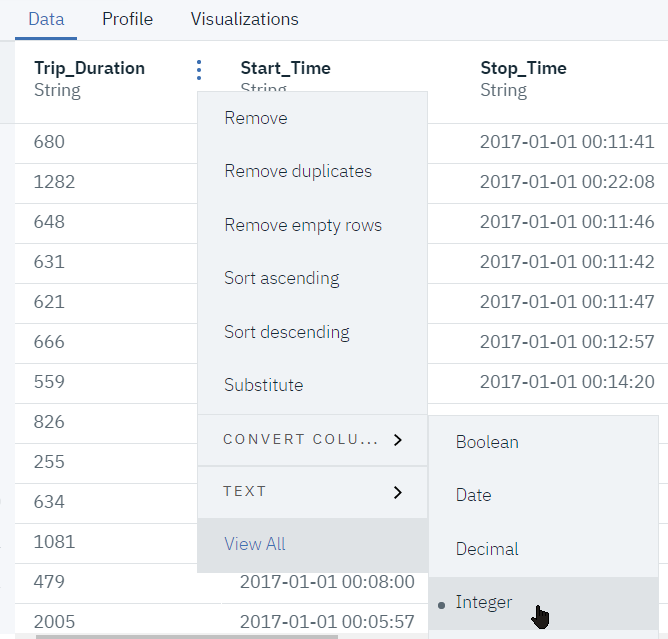 Data Profile Visualizations
Trip_Duration Start_Time Stop_Time
String String String
Remove
680 2017-01-01 00:11:41
Remove duplicates
1282 2017-01-01 00:22:08
Remove empty rows
648 2017-01-01 00:11:46
631 Sort ascending 2017-01-01 00:11:42
621 2017-01-01 00:11:47
Sort descending
666 2017-01-01 00:12:57
559 Substitute 2017-01-01 00:14:20
826
CONVERT COLU... Boolean
255
TEXT Date
634
1081 View All Decimal
479 2017-01-01 00:08:00
Integer
2005 2017-01-01 00:05:57